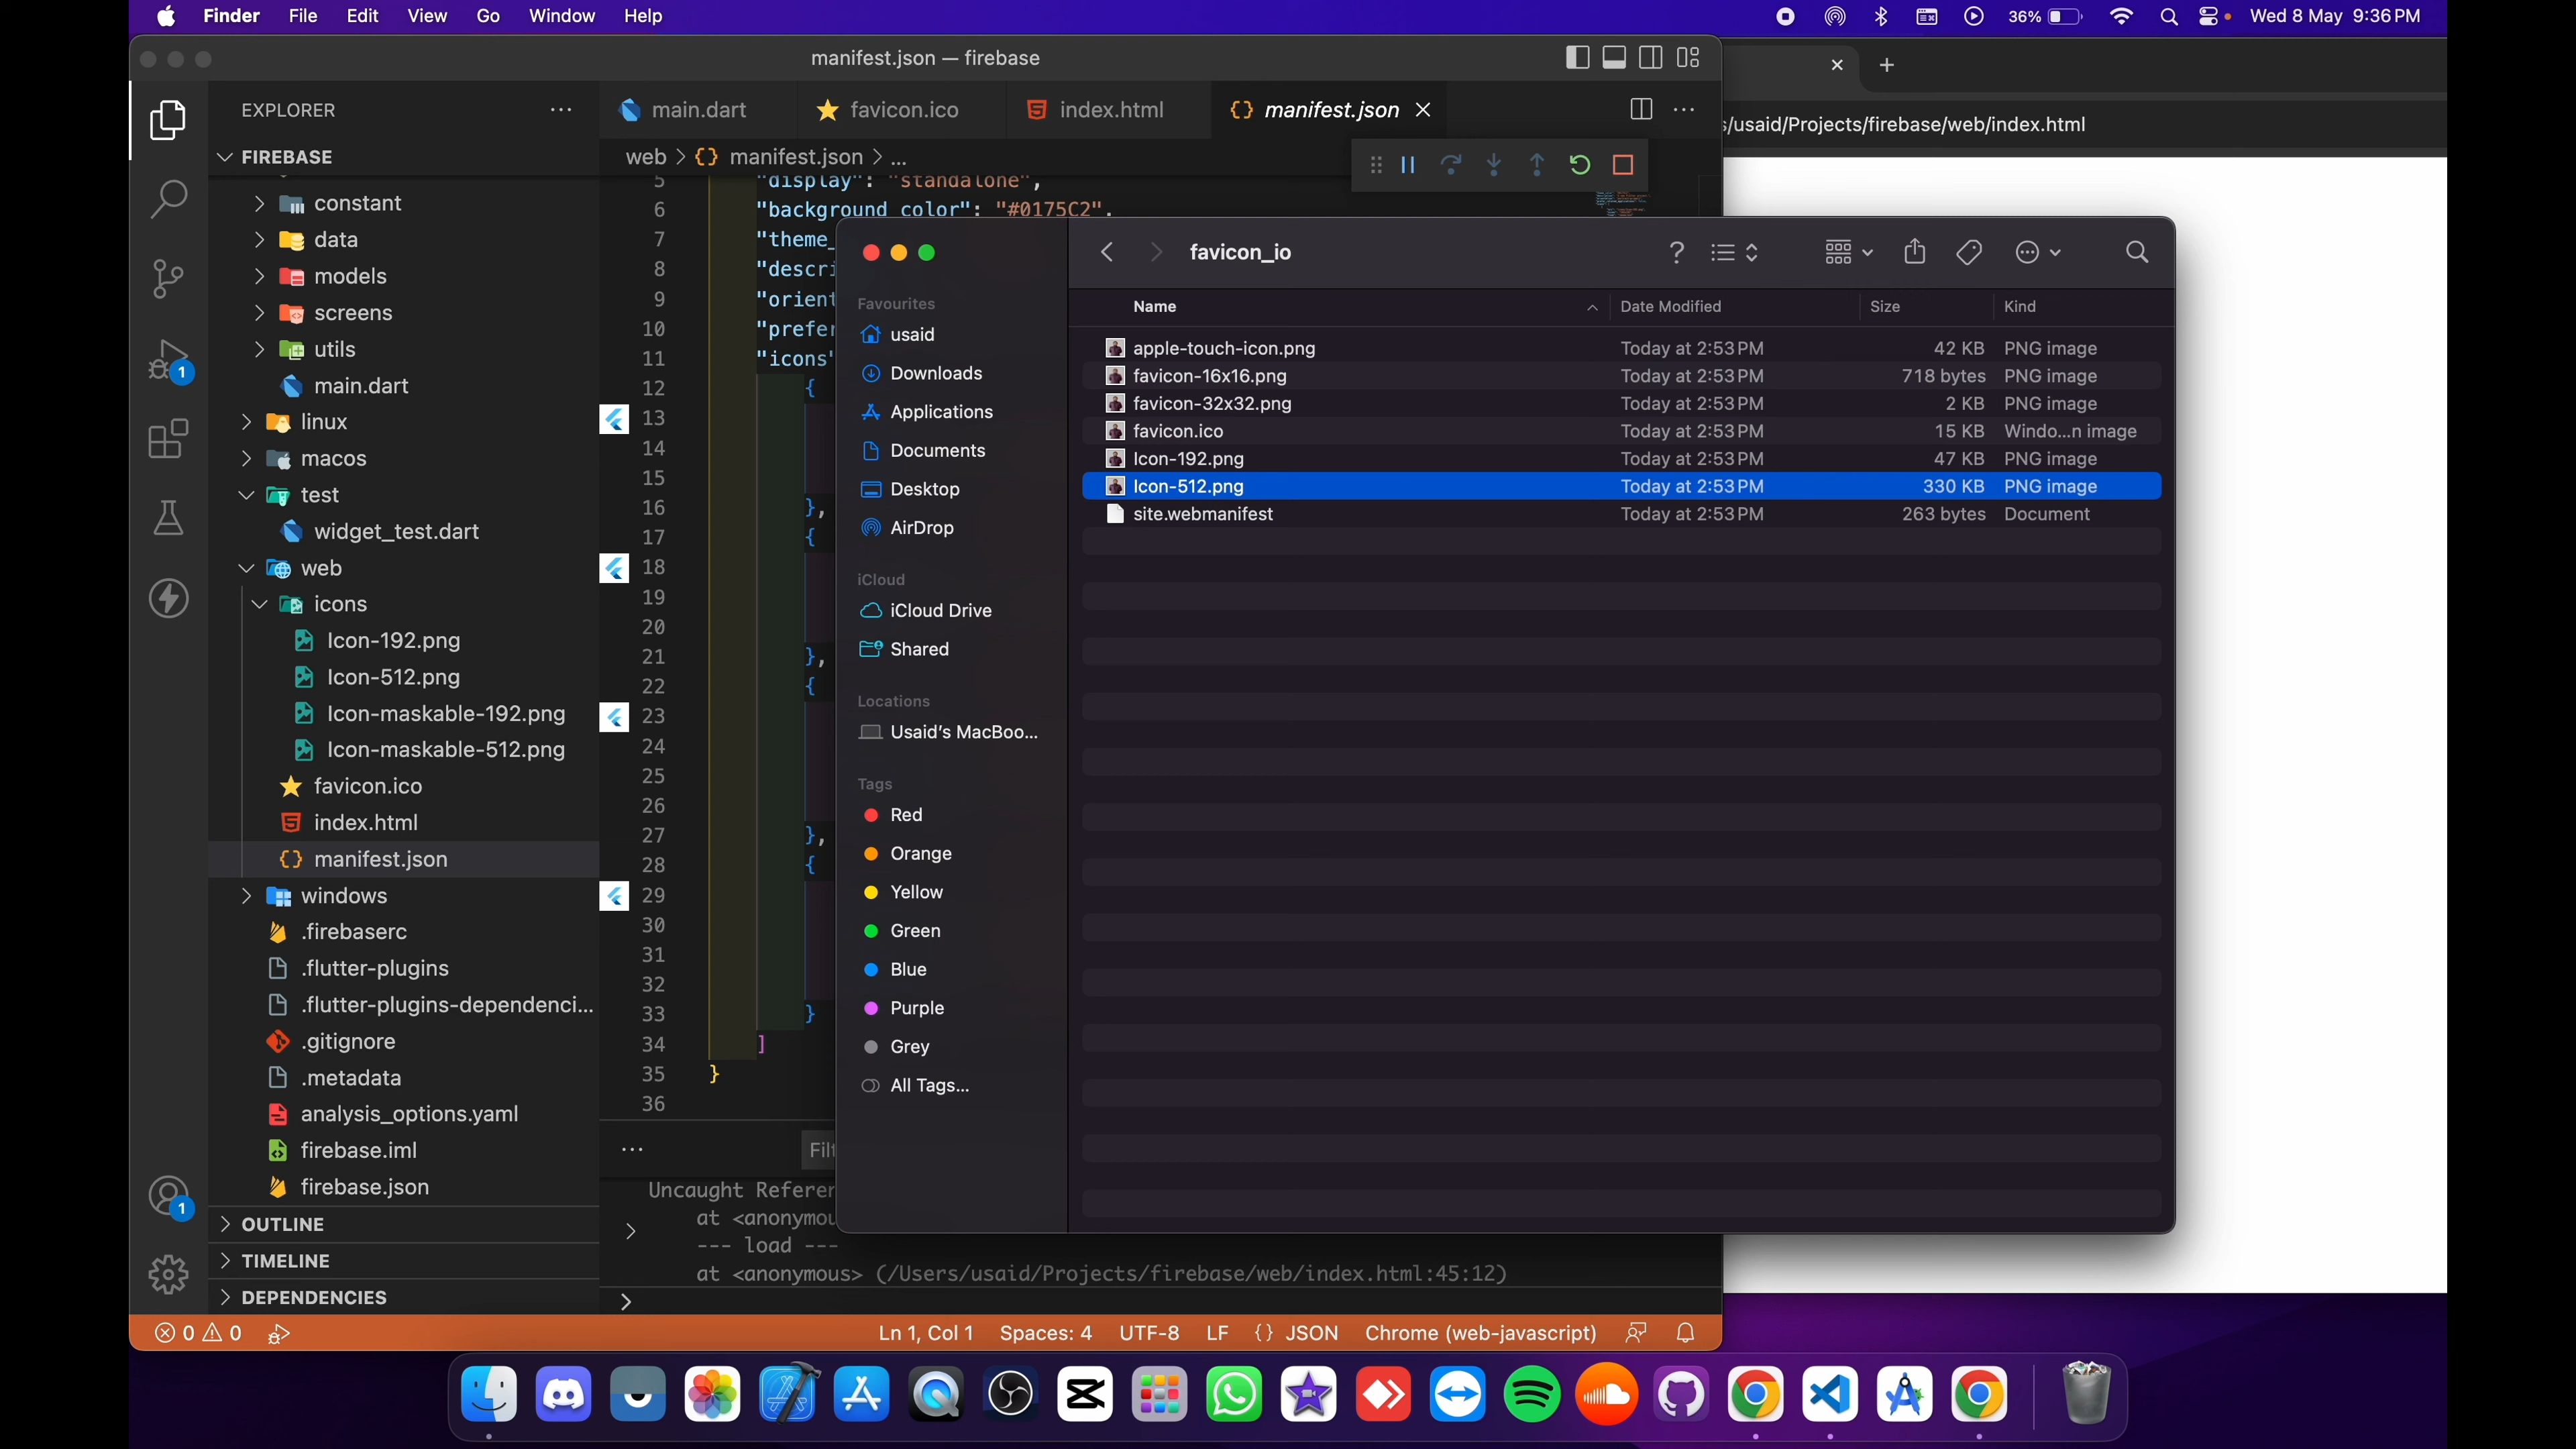 Finder File Edit View Go Window Help 36% Wed 8 May 9:36 PM
manifest.json — firebase
EXPLORER
main.dart favicon.ico index.html manifest.json
/usaid/Projects/firebase/web/index.html
FIREBASE
web > {} manifest.json > ...
constant
data
models
screens
utils
main.dart
linux
macos
test
widget_test.dart
web
icons
Icon-192.png
Icon-512.png
Icon-maskable-192.png
Icon-maskable-512.png
favicon.ico
index.html
manifest.json
windows
.firebaserc
.flutter-plugins
.flutter-plugins-dependenci...
.gitignore
.metadata
analysis_options.yaml
firebase.iml
firebase.json
OUTLINE
TIMELINE
DEPENDENCIES
1
1
5 "display": "standalone",
6 "background_color": "#0175C2",
7 "theme_
8 "descri
9 "orient
10 "prefer
11 "icons"
12 {
13
14
15
16 },
17 {
18
19
20
21 },
22 {
23
24
25
26
27 },
28 {
29
30
31
32
33 }
34 ]
35 }
36
Filt
Uncaught Referer
at <anonymou
--- load ---
at <anonymous> (/Users/usaid/Projects/firebase/web/index.html:45:12)
0 0 Ln 1, Col 1 Spaces: 4 UTF-8 LF {} JSON Chrome (web-javascript)
favicon_io
Favourites
usaid
Downloads
Applications
Documents
Desktop
AirDrop
iCloud
iCloud Drive
Shared
Locations
Usaid's MacBoo...
Tags
Red
Orange
Yellow
Green
Blue
Purple
Grey
All Tags...
Name Date Modified Size Kind
apple-touch-icon.png Today at 2:53 PM 42 KB PNG image
favicon-16x16.png Today at 2:53 PM 718 bytes PNG image
favicon-32x32.png Today at 2:53 PM 2 KB PNG image
favicon.ico Today at 2:53 PM 15 KB Windo...n image
Icon-192.png Today at 2:53 PM 47 KB PNG image
Icon-512.png Today at 2:53 PM 330 KB PNG image
site.webmanifest Today at 2:53 PM 263 bytes Document